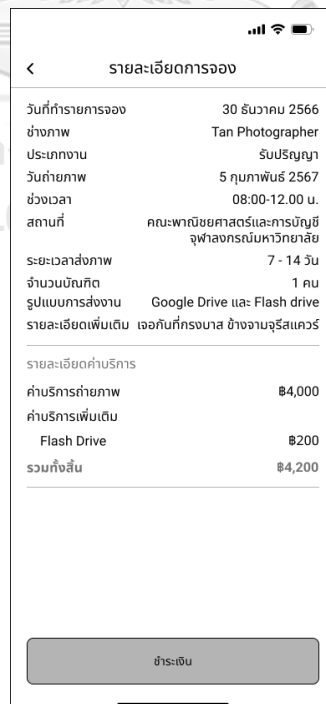 รายละเอียดการจอง
วันที่ทำรายการจอง 30 ธันวาคม 2566
ช่างภาพ Tan Photographer
ประเภทงาน รับปริญญา
วันถ่ายภาพ 5 กุมภาพันธ์ 2567
ช่วงเวลา 08:00-12.00 น.
สถานที่ คณะพาณิชยศาสตร์และการบัญชี
จุฬาลงกรณ์มหาวิทยาลัย
ระยะเวลาส่งภาพ 7 - 14 วัน
จำนวนบัณฑิต 1 คน
รูปแบบการส่งงาน Google Drive และ Flash drive
รายละเอียดเพิ่มเติม เจอกันที่กรงบาส ข้างจามจุรีสแควร์
รายละเอียดค่าบริการ
ค่าบริการถ่ายภาพ ฿4,000
ค่าบริการเพิ่มเติม
Flash Drive ฿200
รวมทั้งสิ้น ฿4,200
ชำระเงิน